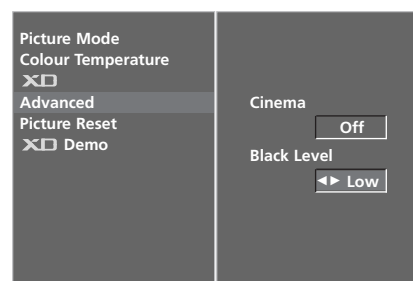 Picture Mode
Colour Temperature
XD
Advanced
Picture Reset
XD Demo
Cinema
Off
Black Level
◄► Low